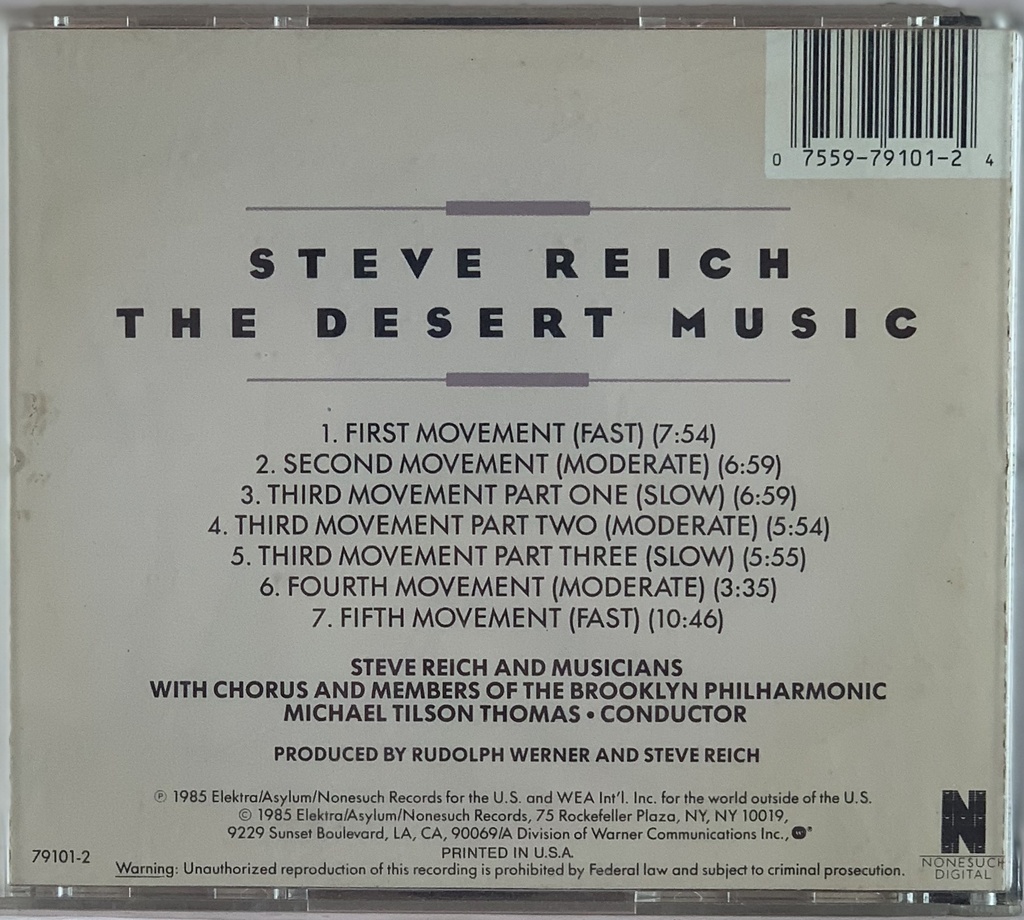 0 7559-79101-2 4
STEVE REICH
THE DESERT MUSIC
1. FIRST MOVEMENT (FAST) (7:54)
2. SECOND MOVEMENT (MODERATE) (6:59)
3. THIRD MOVEMENT PART ONE (SLOW) (6:59)
4. THIRD MOVEMENT PART TWO (MODERATE) (5:54)
5. THIRD MOVEMENT PART THREE (SLOW) (5:55)
6. FOURTH MOVEMENT (MODERATE) (3:35)
7. FIFTH MOVEMENT (FAST) (10:46)
STEVE REICH AND MUSICIANS
WITH CHORUS AND MEMBERS OF THE BROOKLYN PHILHARMONIC
MICHAEL TILSON THOMAS • CONDUCTOR
PRODUCED BY RUDOLPH WERNER AND STEVE REICH
℗ 1985 Elektra/Asylum/Nonesuch Records for the U.S. and WEA Int'l. Inc. for the world outside of the U.S.
© 1985 Elektra/Asylum/Nonesuch Records, 75 Rockefeller Plaza, NY, NY 10019,
9229 Sunset Boulevard, LA, CA, 90069/A Division of Warner Communications Inc.,
PRINTED IN U.S.A.
Warning: Unauthorized reproduction of this recording is prohibited by Federal law and subject to criminal prosecution.
79101-2
N
NONESUCH
DIGITAL